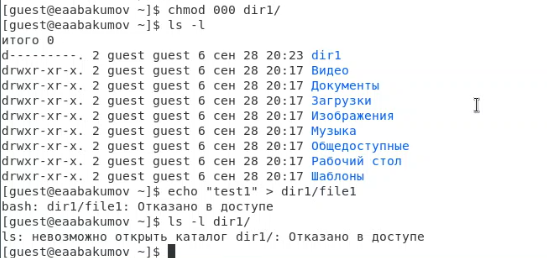 [guest@eaabakumov ~]$ chmod 000 dir1/
[guest@eaabakumov ~]$ ls -l
итого 0
d---------. 2 guest guest 6 сен 28 20:23 dir1
drwxr-xr-x. 2 guest guest 6 сен 28 20:17 Видео
drwxr-xr-x. 2 guest guest 6 сен 28 20:17 Документы
drwxr-xr-x. 2 guest guest 6 сен 28 20:17 Загрузки
drwxr-xr-x. 2 guest guest 6 сен 28 20:17 Изображения
drwxr-xr-x. 2 guest guest 6 сен 28 20:17 Музыка
drwxr-xr-x. 2 guest guest 6 сен 28 20:17 Общедоступные
drwxr-xr-x. 2 guest guest 6 сен 28 20:17 Рабочий стол
drwxr-xr-x. 2 guest guest 6 сен 28 20:17 Шаблоны
[guest@eaabakumov ~]$ echo "test1" > dir1/file1
bash: dir1/file1: Отказано в доступе
[guest@eaabakumov ~]$ ls -l dir1/
ls: невозможно открыть каталог dir1/: Отказано в доступе
[guest@eaabakumov ~]$